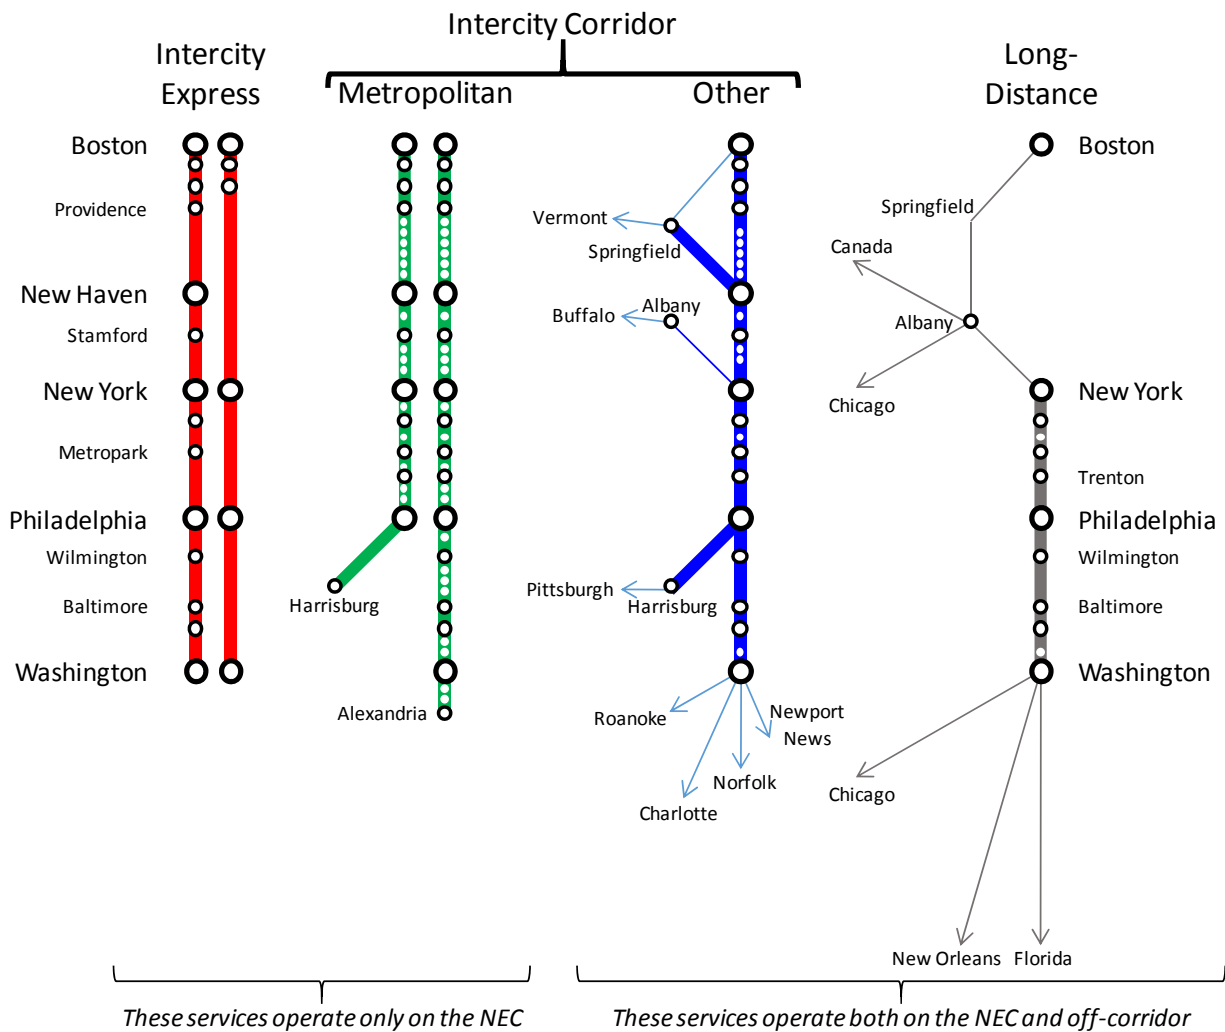 Intercity Corridor
Intercity
Express
Metropolitan
Other
Long-
Distance
Boston
Providence
New Haven
Stamford
New York
Metropark
Philadelphia
Wilmington
Baltimore
Washington
Harrisburg
Alexandria
Vermont
Springfield
Albany
Buffalo
Pittsburgh
Harrisburg
Roanoke
Newport
News
Norfolk
Charlotte
Boston
Springfield
Canada
Albany
Chicago
New York
Trenton
Philadelphia
Wilmington
Baltimore
Washington
Chicago
New Orleans
Florida
These services operate only on the NEC
These services operate both on the NEC and off-corridor